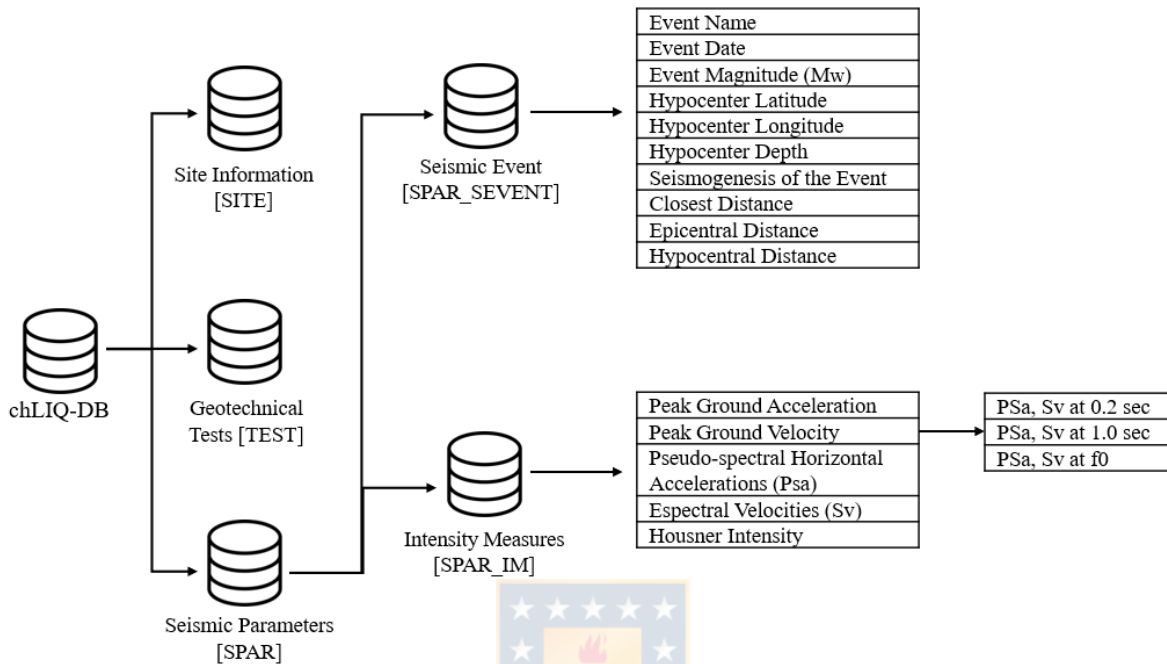 chLIQ-DB
Site Information
[SITE]
Geotechnical
Tests [TEST]
Seismic Parameters
[SPAR]
Seismic Event
[SPAR_SEVENT]
Event Name
Event Date
Event Magnitude (Mw)
Hypocenter Latitude
Hypocenter Longitude
Hypocenter Depth
Seismogenesis of the Event
Closest Distance
Epicentral Distance
Hypocentral Distance
Intensity Measures
[SPAR_IM]
Peak Ground Acceleration
Peak Ground Velocity
Pseudo-spectral Horizontal
Accelerations (Psa)
Espectral Velocities (Sv)
Housner Intensity
PSa, Sv at 0.2 sec
PSa, Sv at 1.0 sec
PSa, Sv at f0